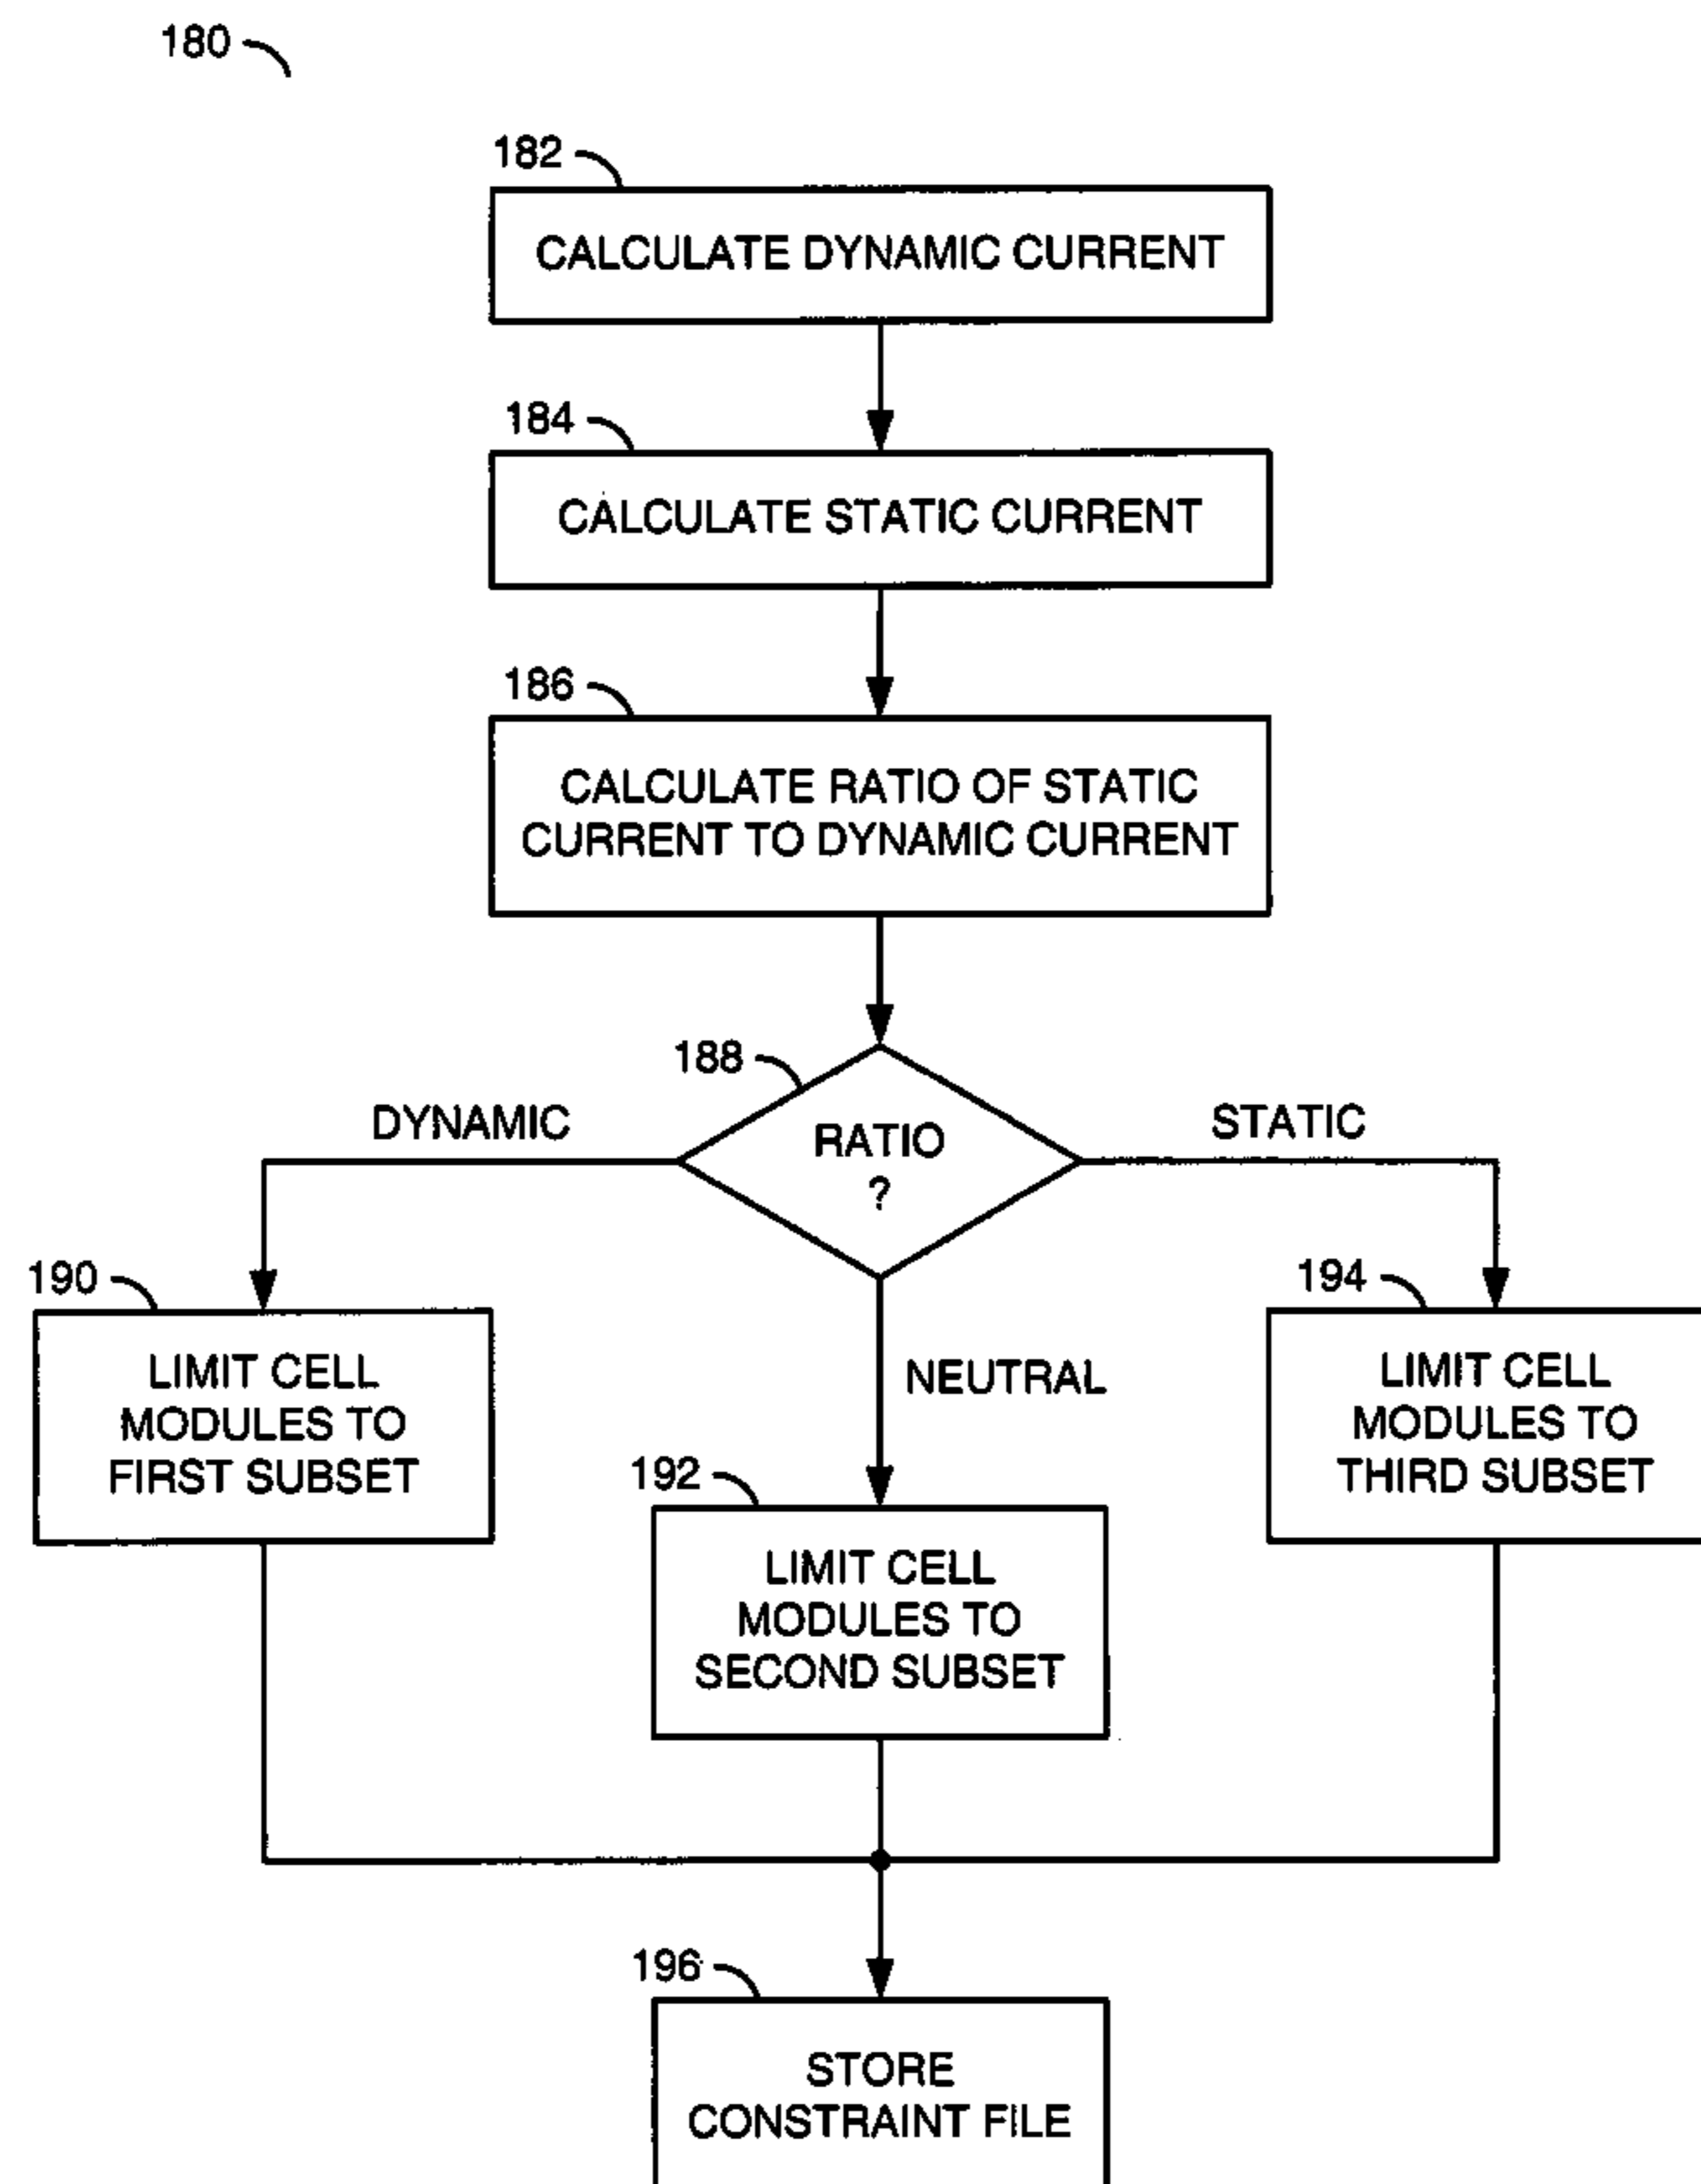 180
182
CALCULATE DYNAMIC CURRENT
184
CALCULATE STATIC CURRENT
186
CALCULATE RATIO OF STATIC
CURRENT TO DYNAMIC CURRENT
188
DYNAMIC
RATIO
?
STATIC
190
LIMIT CELL
MODULES TO
FIRST SUBSET
NEUTRAL
194
LIMIT CELL
MODULES TO
THIRD SUBSET
192
LIMIT CELL
MODULES TO
SECOND SUBSET
196
STORE
CONSTRAINT FILE